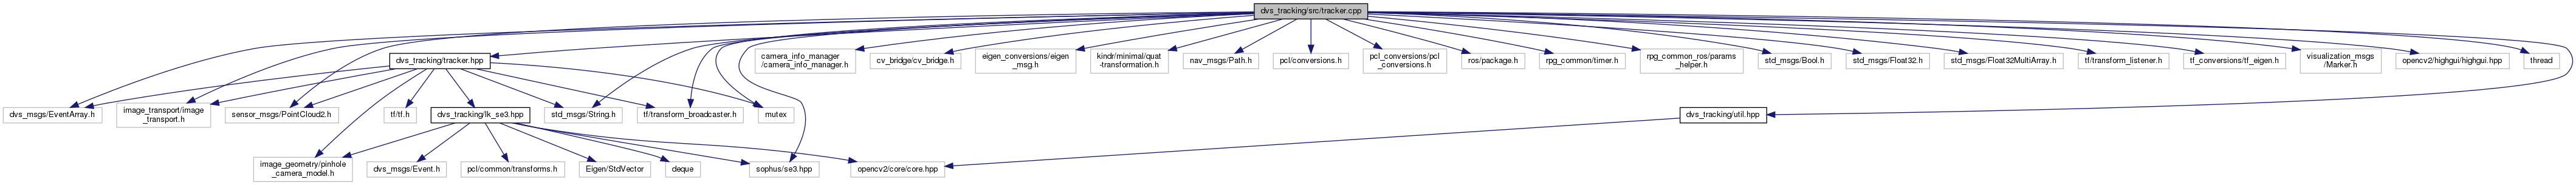 dvs_tracking/src/tracker.cpp
dvs_tracking/tracker.hpp
camera_info_manager
/camera_info_manager.h
cv_bridge/cv_bridge.h
eigen_conversions/eigen
_msg.h
kindr/minimal/quat
-transformation.h
nav_msgs/Path.h
pcl/conversions.h
pcl_conversions/pcl
_conversions.h
ros/package.h
rpg_common/timer.h
rpg_common_ros/params
_helper.h
std_msgs/Bool.h
std_msgs/Float32.h
std_msgs/Float32MultiArray.h
tf/transform_listener.h
tf_conversions/tf_eigen.h
visualization_msgs
/Marker.h
opencv2/highgui/highgui.hpp
thread
dvs_msgs/EventArray.h
image_transport/image
_transport.h
sensor_msgs/PointCloud2.h
tf/tf.h
dvs_tracking/lk_se3.hpp
std_msgs/String.h
tf/transform_broadcaster.h
mutex
dvs_tracking/util.hpp
image_geometry/pinhole
_camera_model.h
dvs_msgs/Event.h
pcl/common/transforms.h
Eigen/StdVector
deque
sophus/se3.hpp
opencv2/core/core.hpp